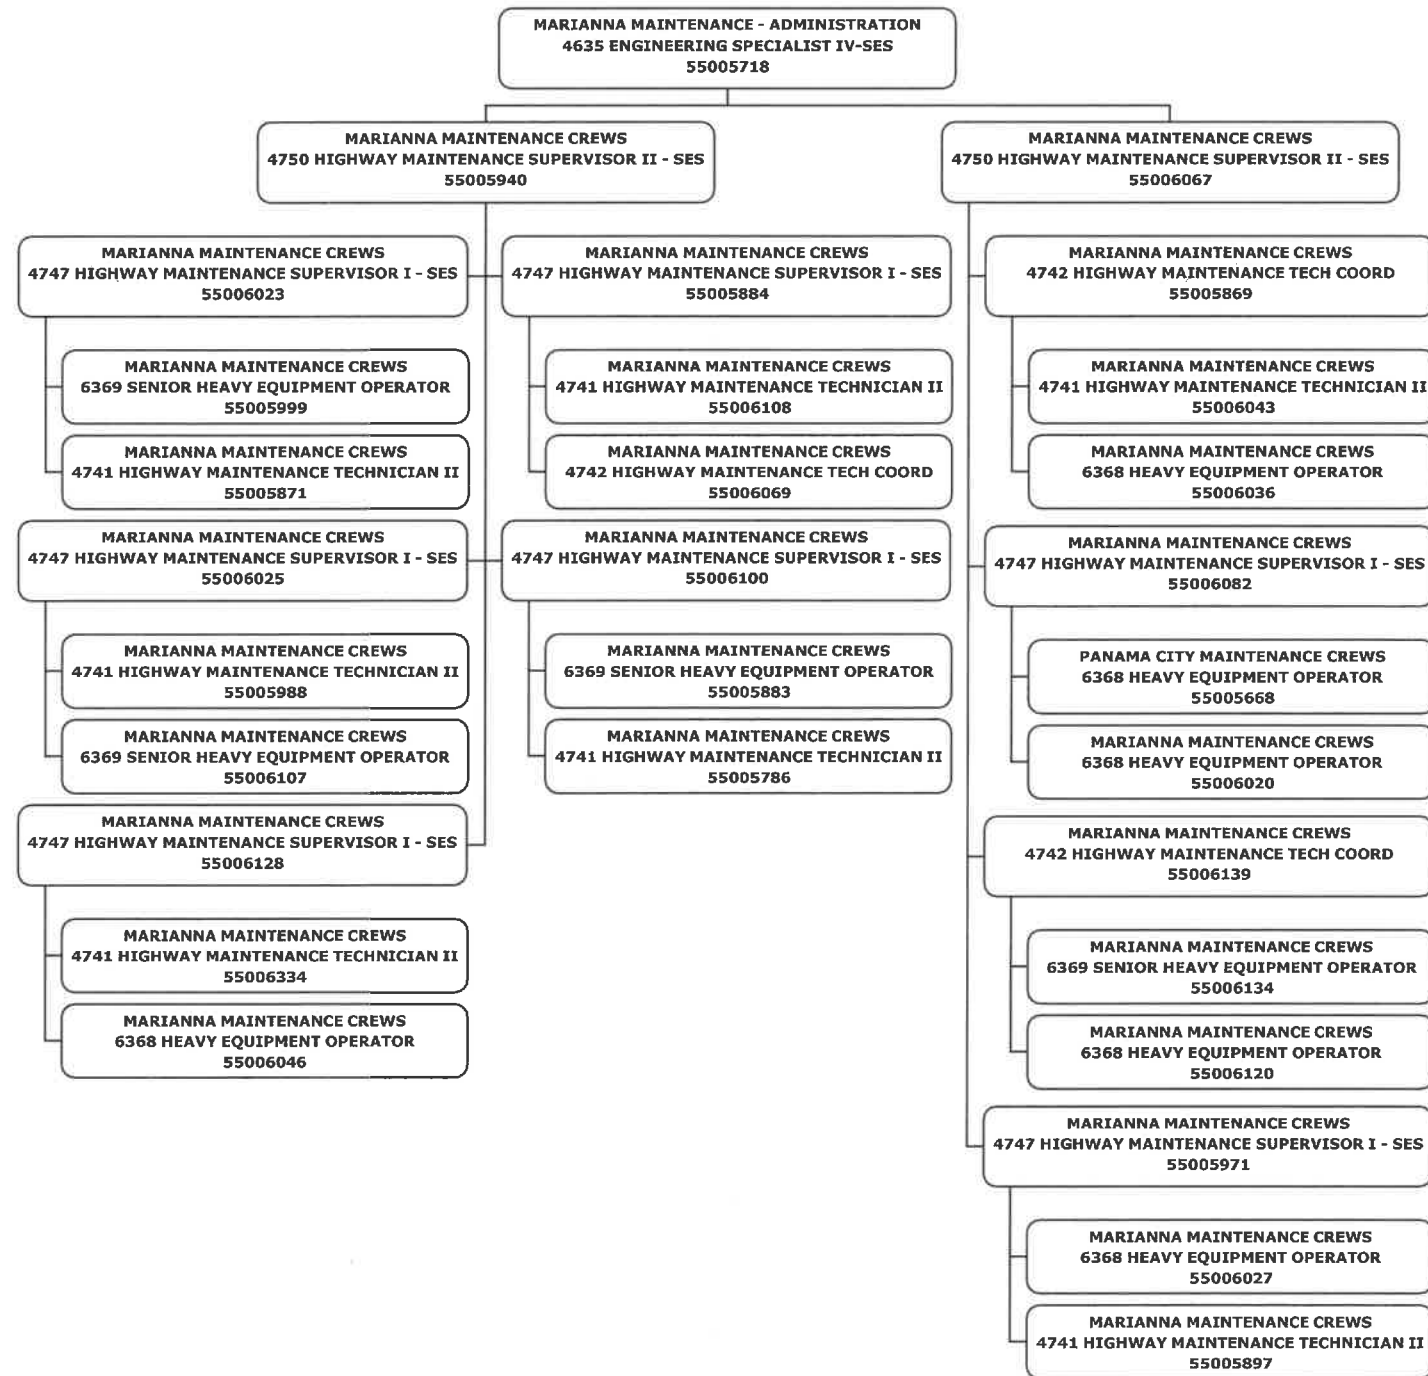 MARIANNA MAINTENANCE - ADMINISTRATION
4635 ENGINEERING SPECIALIST IV-SES
55005718
MARIANNA MAINTENANCE CREWS
4750 HIGHWAY MAINTENANCE SUPERVISOR II - SES
55005940
MARIANNA MAINTENANCE CREWS
4747 HIGHWAY MAINTENANCE SUPERVISOR I - SES
55006023
MARIANNA MAINTENANCE CREWS
6369 SENIOR HEAVY EQUIPMENT OPERATOR
55005999
MARIANNA MAINTENANCE CREWS
4741 HIGHWAY MAINTENANCE TECHNICIAN II
55005871
MARIANNA MAINTENANCE CREWS
4747 HIGHWAY MAINTENANCE SUPERVISOR I - SES
55006025
MARIANNA MAINTENANCE CREWS
4741 HIGHWAY MAINTENANCE TECHNICIAN II
55005988
MARIANNA MAINTENANCE CREWS
6369 SENIOR HEAVY EQUIPMENT OPERATOR
55006107
MARIANNA MAINTENANCE CREWS
4747 HIGHWAY MAINTENANCE SUPERVISOR I - SES
55006128
MARIANNA MAINTENANCE CREWS
4741 HIGHWAY MAINTENANCE TECHNICIAN II
55006334
MARIANNA MAINTENANCE CREWS
6368 HEAVY EQUIPMENT OPERATOR
55006046
MARIANNA MAINTENANCE CREWS
4747 HIGHWAY MAINTENANCE SUPERVISOR I - SES
55005884
MARIANNA MAINTENANCE CREWS
4741 HIGHWAY MAINTENANCE TECHNICIAN II
55006108
MARIANNA MAINTENANCE CREWS
4742 HIGHWAY MAINTENANCE TECH COORD
55006069
MARIANNA MAINTENANCE CREWS
4747 HIGHWAY MAINTENANCE SUPERVISOR I - SES
55006100
MARIANNA MAINTENANCE CREWS
6369 SENIOR HEAVY EQUIPMENT OPERATOR
55005883
MARIANNA MAINTENANCE CREWS
4741 HIGHWAY MAINTENANCE TECHNICIAN II
55005786
MARIANNA MAINTENANCE CREWS
4750 HIGHWAY MAINTENANCE SUPERVISOR II - SES
55006067
MARIANNA MAINTENANCE CREWS
4742 HIGHWAY MAINTENANCE TECH COORD
55005869
MARIANNA MAINTENANCE CREWS
4741 HIGHWAY MAINTENANCE TECHNICIAN II
55006043
MARIANNA MAINTENANCE CREWS
6368 HEAVY EQUIPMENT OPERATOR
55006036
MARIANNA MAINTENANCE CREWS
4747 HIGHWAY MAINTENANCE SUPERVISOR I - SES
55006082
PANAMA CITY MAINTENANCE CREWS
6368 HEAVY EQUIPMENT OPERATOR
55005668
MARIANNA MAINTENANCE CREWS
6368 HEAVY EQUIPMENT OPERATOR
55006020
MARIANNA MAINTENANCE CREWS
4742 HIGHWAY MAINTENANCE TECH COORD
55006139
MARIANNA MAINTENANCE CREWS
6369 SENIOR HEAVY EQUIPMENT OPERATOR
55006134
MARIANNA MAINTENANCE CREWS
6368 HEAVY EQUIPMENT OPERATOR
55006120
MARIANNA MAINTENANCE CREWS
4747 HIGHWAY MAINTENANCE SUPERVISOR I - SES
55005971
MARIANNA MAINTENANCE CREWS
6368 HEAVY EQUIPMENT OPERATOR
55006027
MARIANNA MAINTENANCE CREWS
4741 HIGHWAY MAINTENANCE TECHNICIAN II
55005897